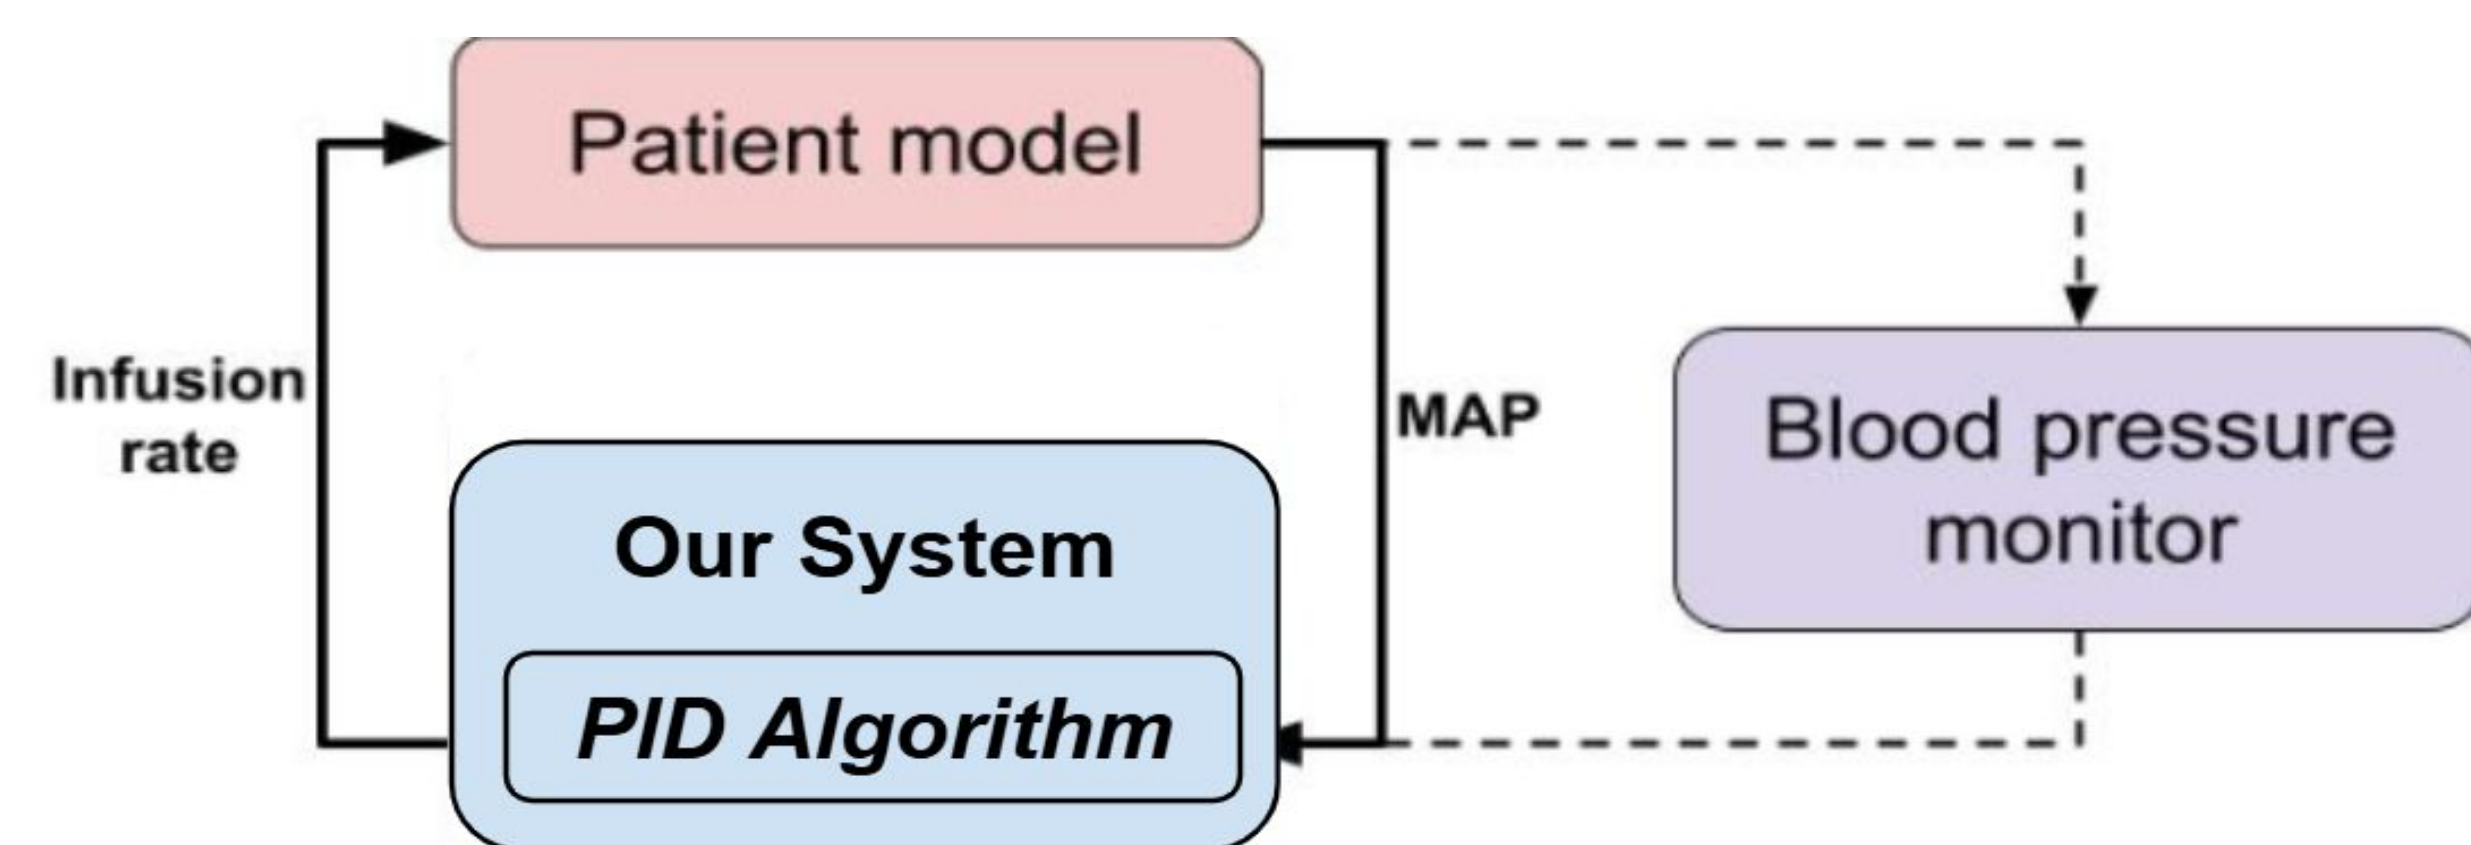 Patient model
Infusion
rate
MAP
Blood pressure
monitor
Our System
PID Algorithm